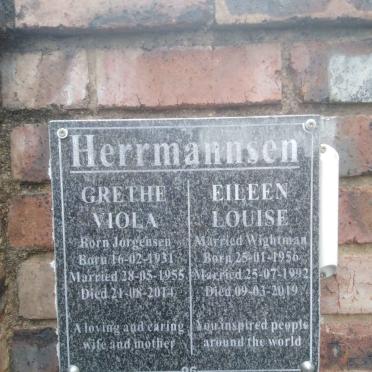 Herrmannsen
GRETHE
VIOLA
Born Jorgensen
Born 16-02-1931
Married 28-05-1955
Died 21-08-2014
A loving and caring
wife and mother
EILEEN
LOUISE
Married Wightman
Born 25-01-1956
Married 25-07-1992
Died 09-03-2019
You inspired people
around the world
96